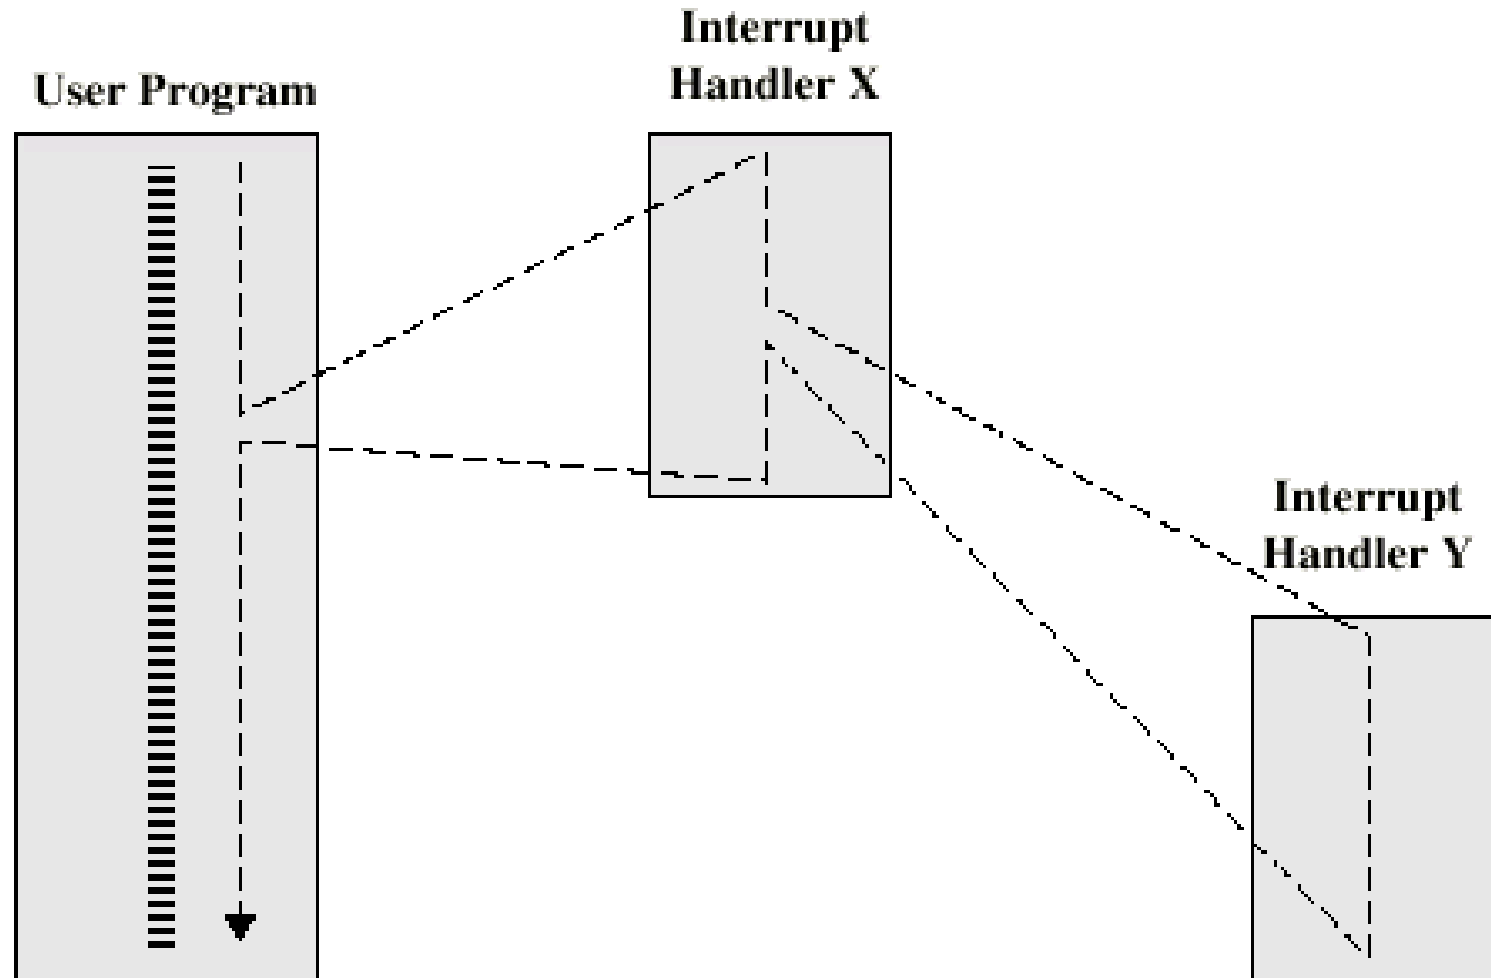 User Program
Interrupt
Handler X
Interrupt
Handler Y